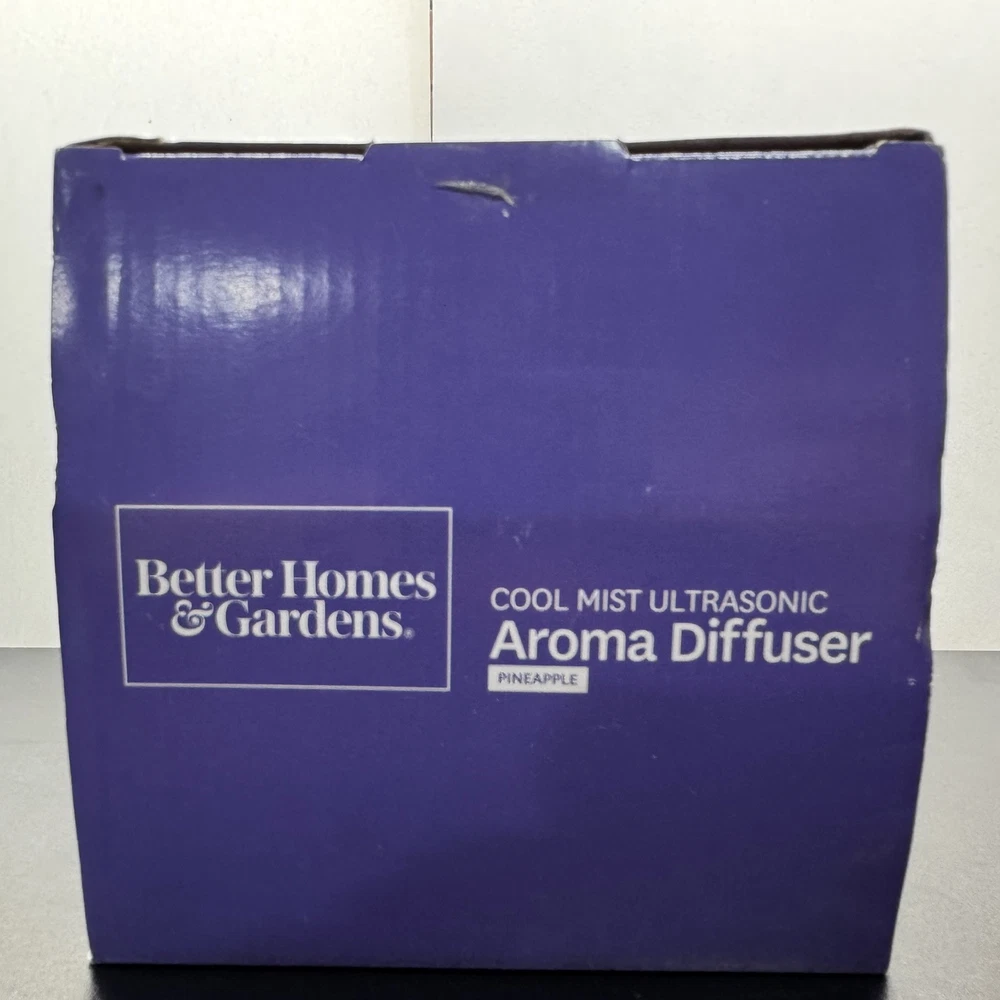 Better Homes
&Gardens®
COOL MIST ULTRASONIC
Aroma Diffuser
PINEAPPLE